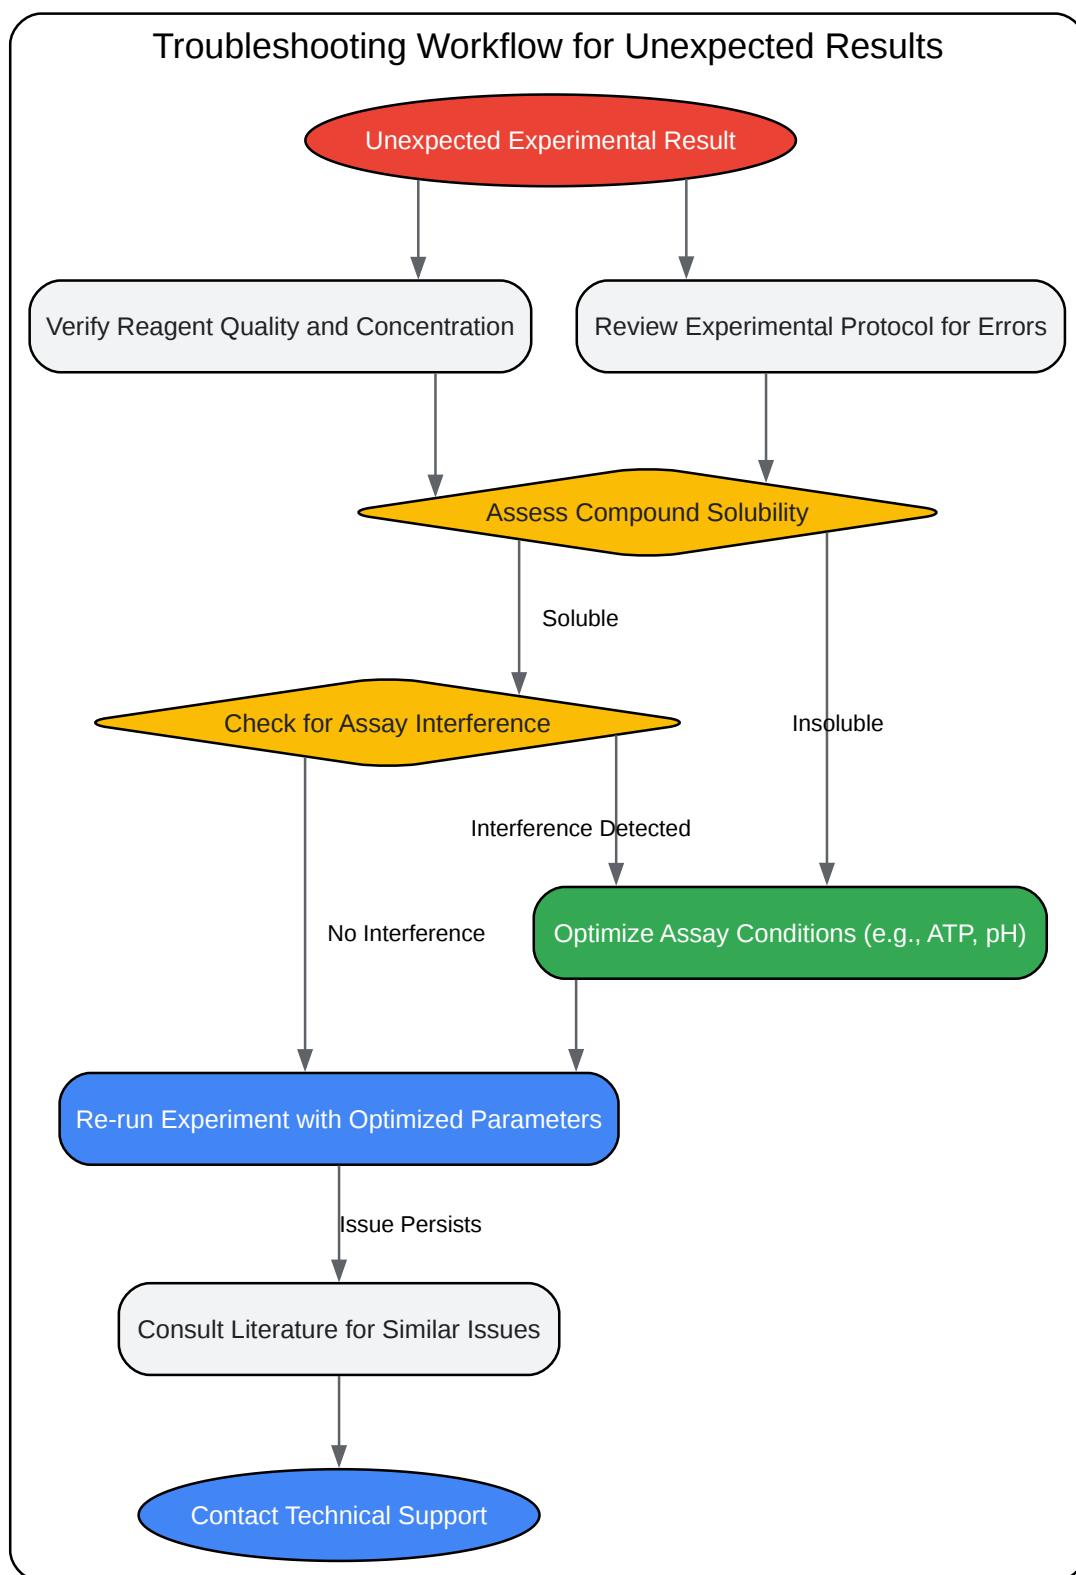 Troubleshooting Workflow for Unexpected Results
Unexpected Experimental Result
Verify Reagent Quality and Concentration
Review Experimental Protocol for Errors
Assess Compound Solubility
Soluble
Check for Assay Interference
Insoluble
Interference Detected
Optimize Assay Conditions (e.g., ATP, pH)
No Interference
Re-run Experiment with Optimized Parameters
Issue Persists
Consult Literature for Similar Issues
Contact Technical Support